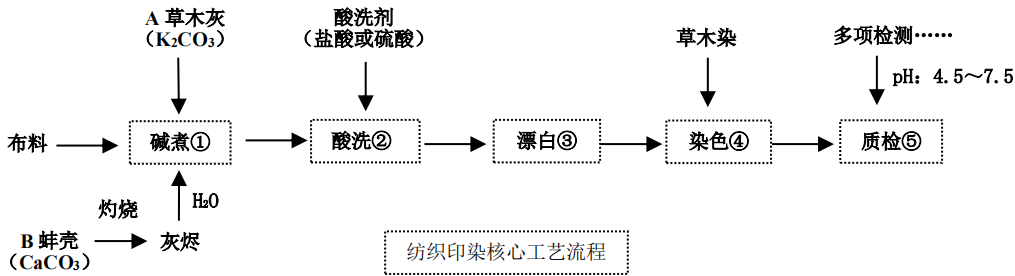 A 草木灰
（K2CO3）
酸洗剂
（盐酸或硫酸）
草木染
多项检测……
pH：4.5～7.5
布料
碱煮①
酸洗②
漂白③
染色④
质检⑤
灼烧
H2O
B 蚌壳
（CaCO3）
灰烬
纺织印染核心工艺流程